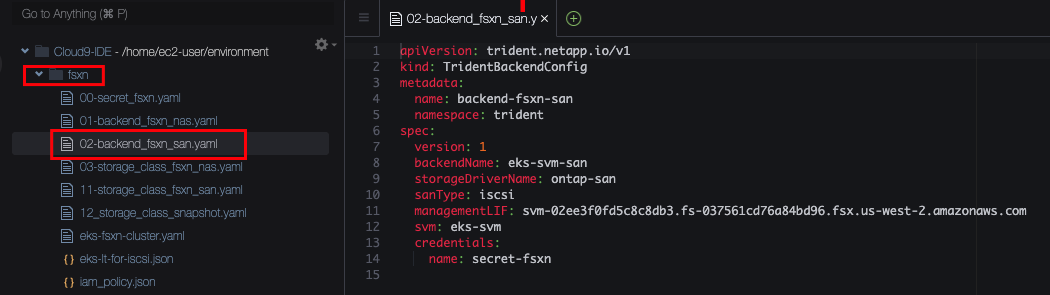 Go to Anything (⌘ P)
Cloud9-IDE - /home/ec2-user/environment
fsxn
00-secret_fsxn.yaml
01-backend_fsxn_nas.yaml
02-backend_fsxn_san.yaml
03-storage_class_fsxn_nas.yaml
11-storage_class_fsxn_san.yaml
12_storage_class_snapshot.yaml
eks-fsxn-cluster.yaml
{ } eks-lt-for-iscsi.json
{ } iam_policy.json
02-backend_fsxn_san.y ×
1 apiVersion: trident.netapp.io/v1
2 kind: TridentBackendConfig
3 metadata:
4   name: backend-fsxn-san
5   namespace: trident
6 spec:
7   version: 1
8   backendName: eks-svm-san
9   storageDriverName: ontap-san
10   sanType: iscsi
11   managementLIF: svm-02ee3f0fd5c8c8db3.fs-037561cd76a84bd96.fsx.us-west-2.amazonaws.com
12   svm: eks-svm
13   credentials:
14     name: secret-fsxn
15